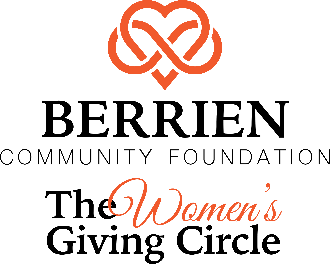 BERRIEN
COMMUNITY FOUNDATION
The Women's
Giving Circle